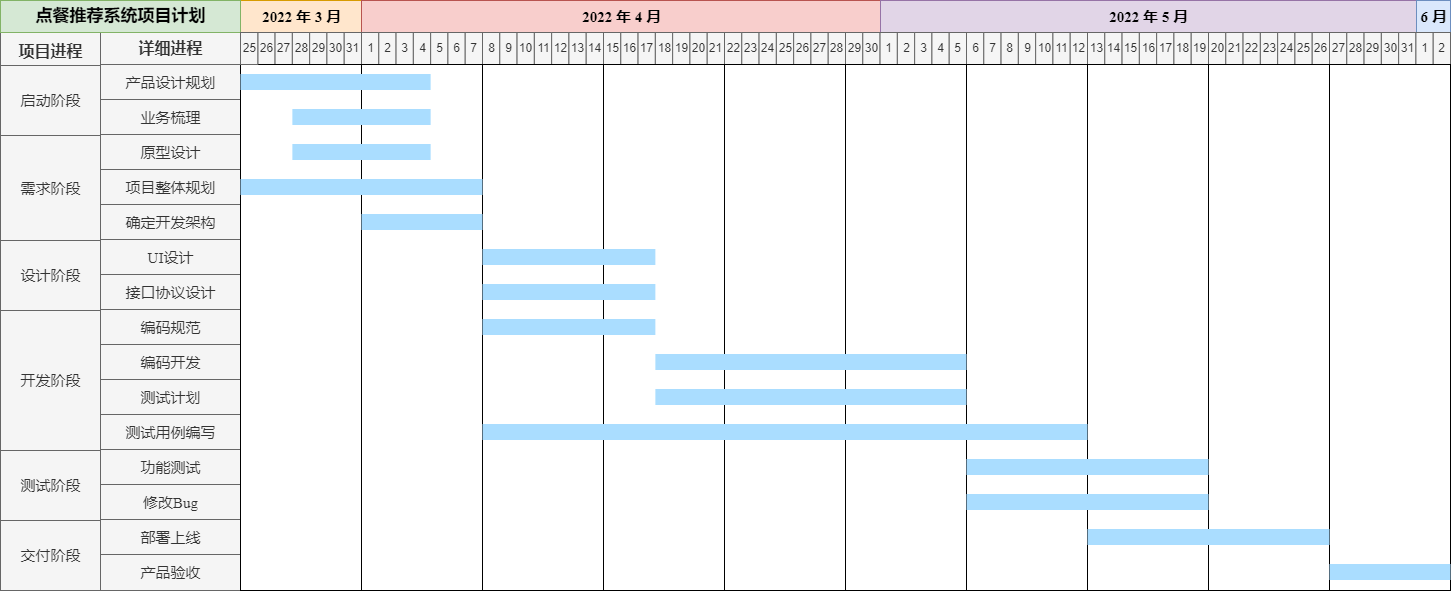 点餐推荐系统项目计划 2022 年 3 月 2022 年 4 月 2022 年 5 月 6 月
项目进程 详细进程 25 26 27 28 29 30 31 1 2 3 4 5 6 7 8 9 10 11 12 13 14 15 16 17 18 19 20 21 22 23 24 25 26 27 28 29 30 1 2 3 4 5 6 7 8 9 10 11 12 13 14 15 16 17 18 19 20 21 22 23 24 25 26 27 28 29 30 31 1 2
启动阶段
产品设计规划
业务梳理
需求阶段
原型设计
项目整体规划
确定开发架构
设计阶段
UI设计
接口协议设计
开发阶段
编码规范
编码开发
测试计划
测试用例编写
测试阶段
功能测试
修改Bug
交付阶段
部署上线
产品验收